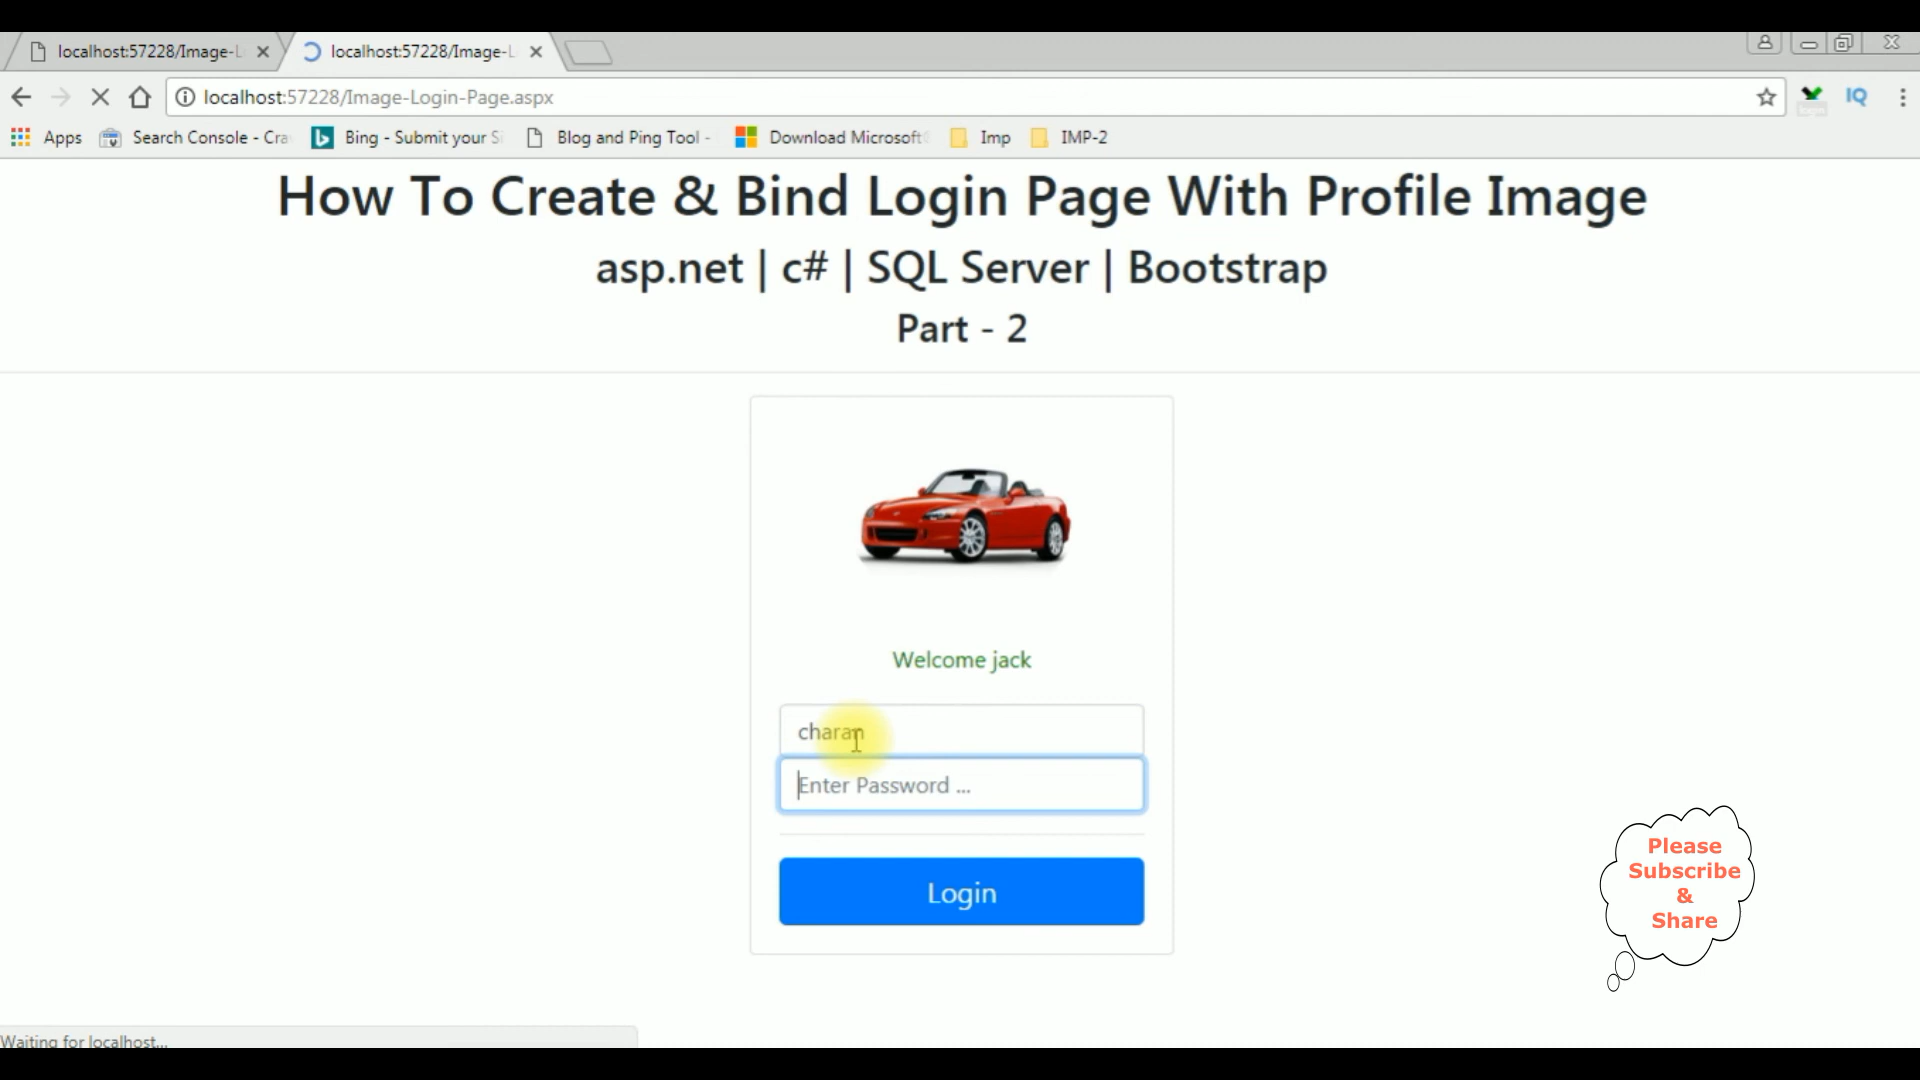 localhost:57228/Image-L
localhost:57228/Image-L
localhost:57228/Image-Login-Page.aspx
IQ
Apps
Search Console - Cra
Bing - Submit your Si
Blog and Ping Tool -
Download Microsoft®
Imp
IMP-2
How To Create & Bind Login Page With Profile Image
asp.net | c# | SQL Server | Bootstrap
Part - 2
Welcome jack
charan
Enter Password ...
Login
Please
Subscribe
&
Share
Waiting for localhost...